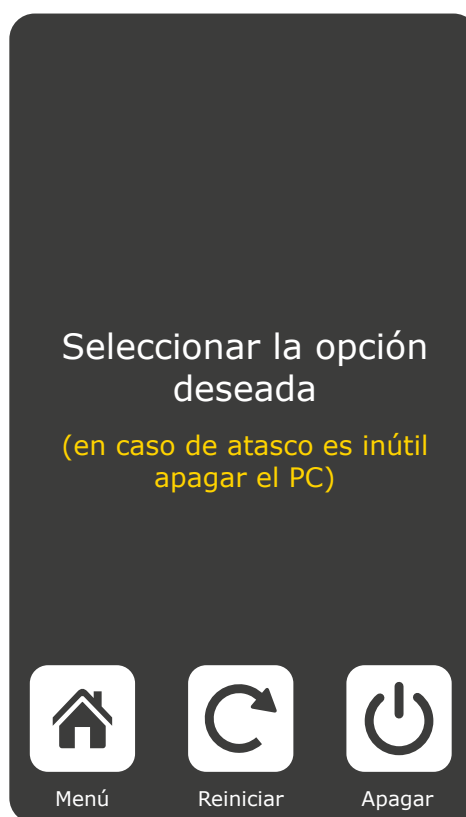 Seleccionar la opción
deseada
(en caso de atasco es inútil
apagar el PC)
Menú
Reiniciar
Apagar